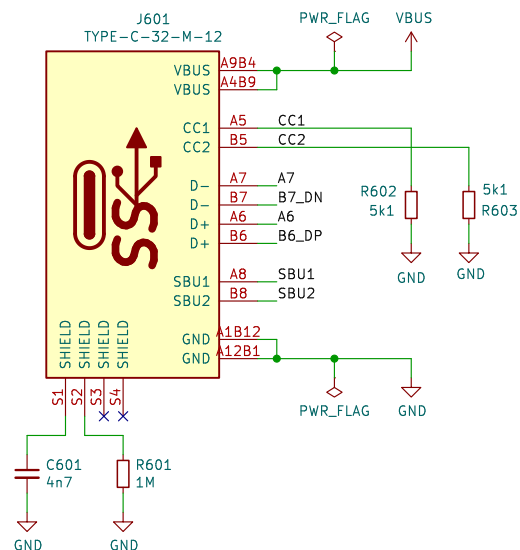 J601
TYPE-C-32-M-12
PWR_FLAG
VBUS
VBUS A9B4
VBUS A4B9
CC1 A5 CC1
CC2 B5 CC2
D- A7 A7
D- B7 B7_DN
D+ A6 A6
D+ B6 B6_DP
R602
5k1
5k1
R603
GND
GND
SBU1 A8 SBU1
SBU2 B8 SBU2
GND A1B12
GND A12B1
SHIELD SHIELD SHIELD SHIELD
S1 S2 S3 S4
PWR_FLAG
GND
C601
4n7
R601
1M
GND
GND